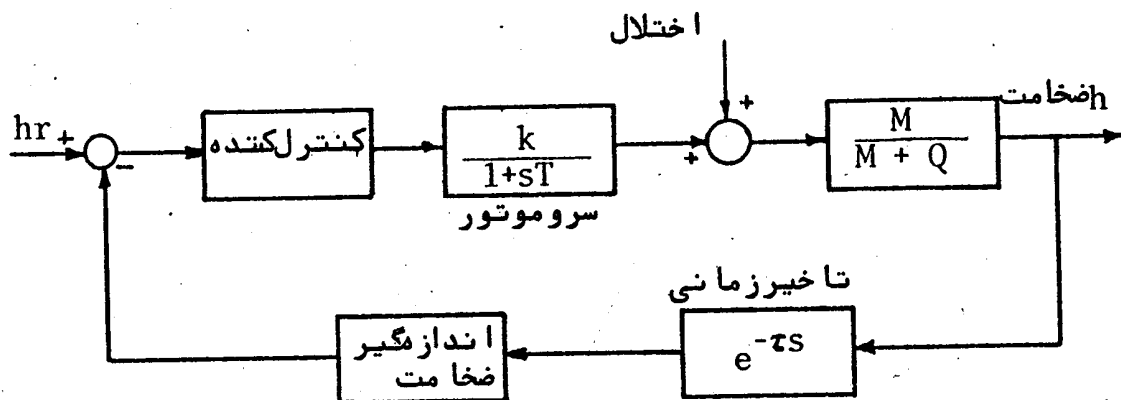 اختلال
+
hr +
کنترل‌کننده
k
1+sT
+
M
M + Q
ضخامت h
-
سروموتور
تاخیرزمانی
اندازه‌گیر
ضخامت
e^-τs